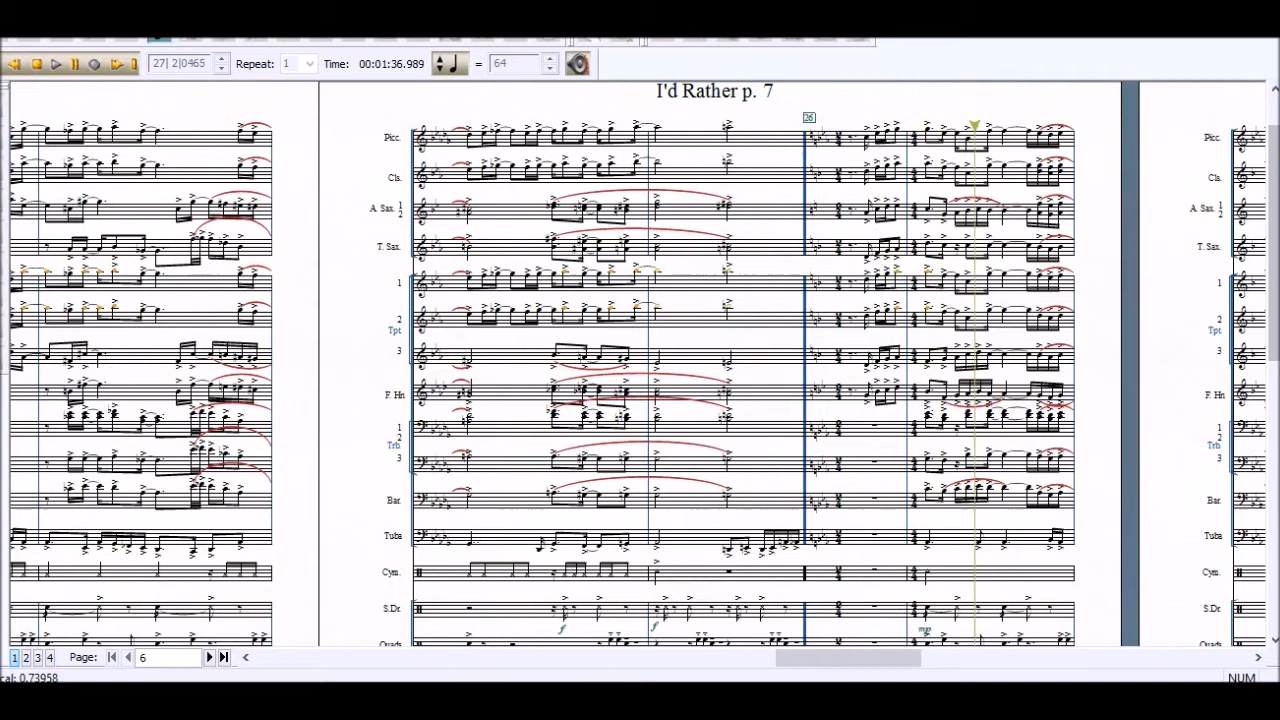 27| 2|0465 Repeat: 1 Time: 00:01:36.989 = 64
I'd Rather p. 7
26
Picc.
Cls.
A. Sax. 1
2
T. Sax.
1
2
Tpt
3
F. Hn
1
2
Trb.
3
Bar.
Tuba
Cym.
S.Dr.
f
f
mp
Quads
Picc.
Cls.
A. Sax. 1
2
T. Sax.
1
2
Tpt
3
F. Hn
1
2
Trb.
3
Bar.
Tuba
Cym.
S.Dr.
Quads
1 2 3 4 Page: 6
cal: 0.73958 NUM